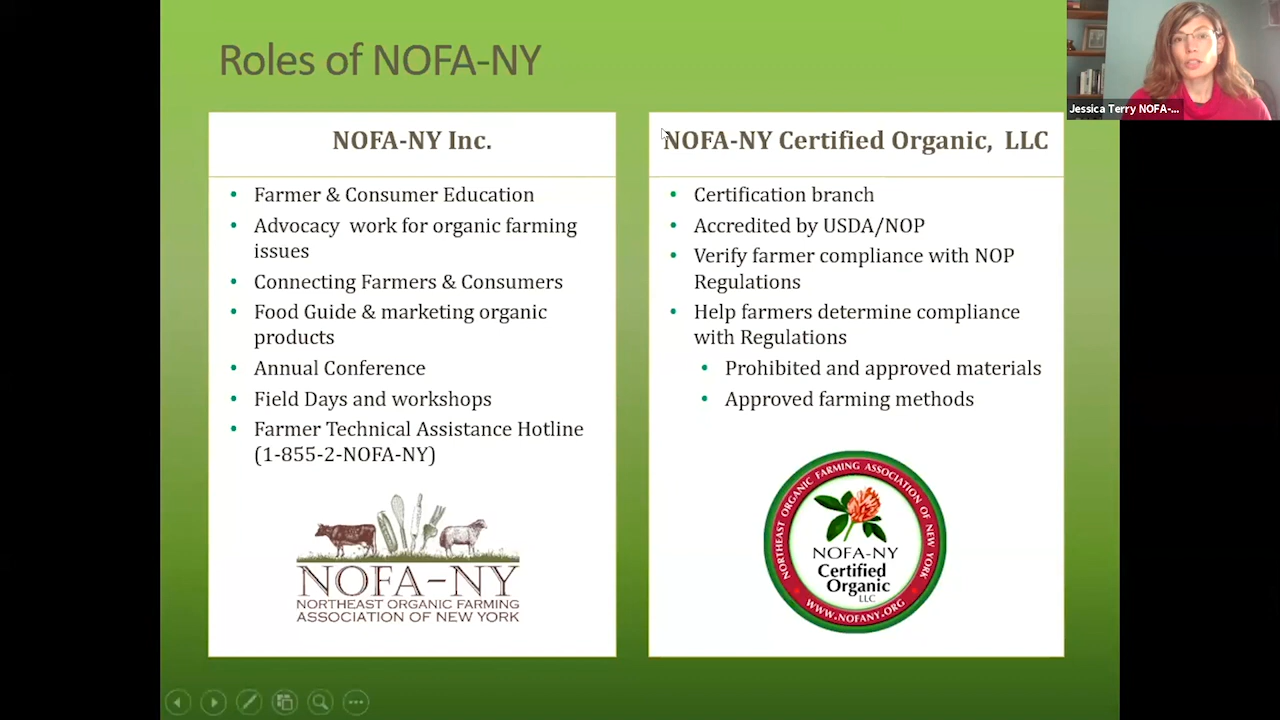 Roles of NOFA-NY
Jessica Terry NOFA-...
NOFA-NY Inc.
• Farmer & Consumer Education
• Advocacy work for organic farming
issues
• Connecting Farmers & Consumers
• Food Guide & marketing organic
products
• Annual Conference
• Field Days and workshops
• Farmer Technical Assistance Hotline
(1-855-2-NOFA-NY)
NOFA-NY
NORTHEAST ORGANIC FARMING
ASSOCIATION OF NEW YORK
NOFA-NY Certified Organic, LLC
• Certification branch
• Accredited by USDA/NOP
• Verify farmer compliance with NOP
Regulations
• Help farmers determine compliance
with Regulations
• Prohibited and approved materials
• Approved farming methods
NORTHEAST ORGANIC FARMING ASSOCIATION OF NEW YORK
NOFA-NY
Certified
Organic
LLC
WWW.NOFANY.ORG